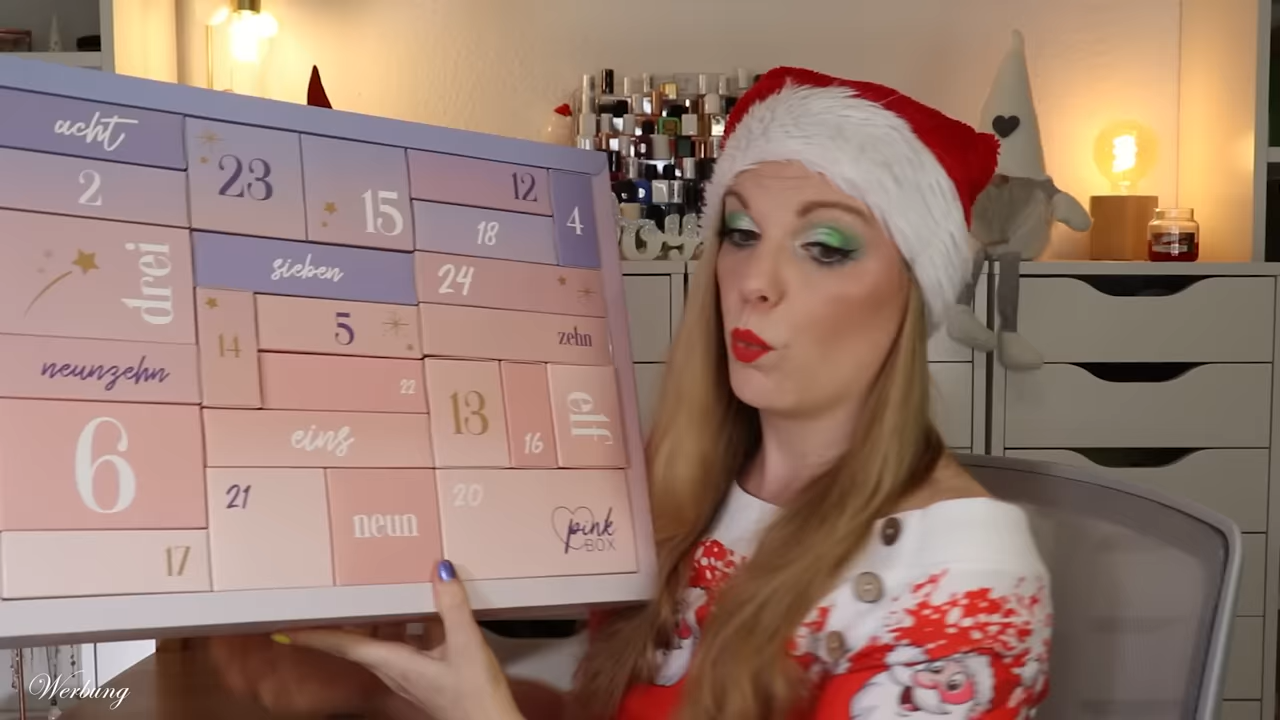 acht
23
15
12
4
2
18
drei
sieben
24
14
5
zehn
neunzehn
22
13
16
elf
6
eins
21
neun
20
pink
BOX
17
Werbung